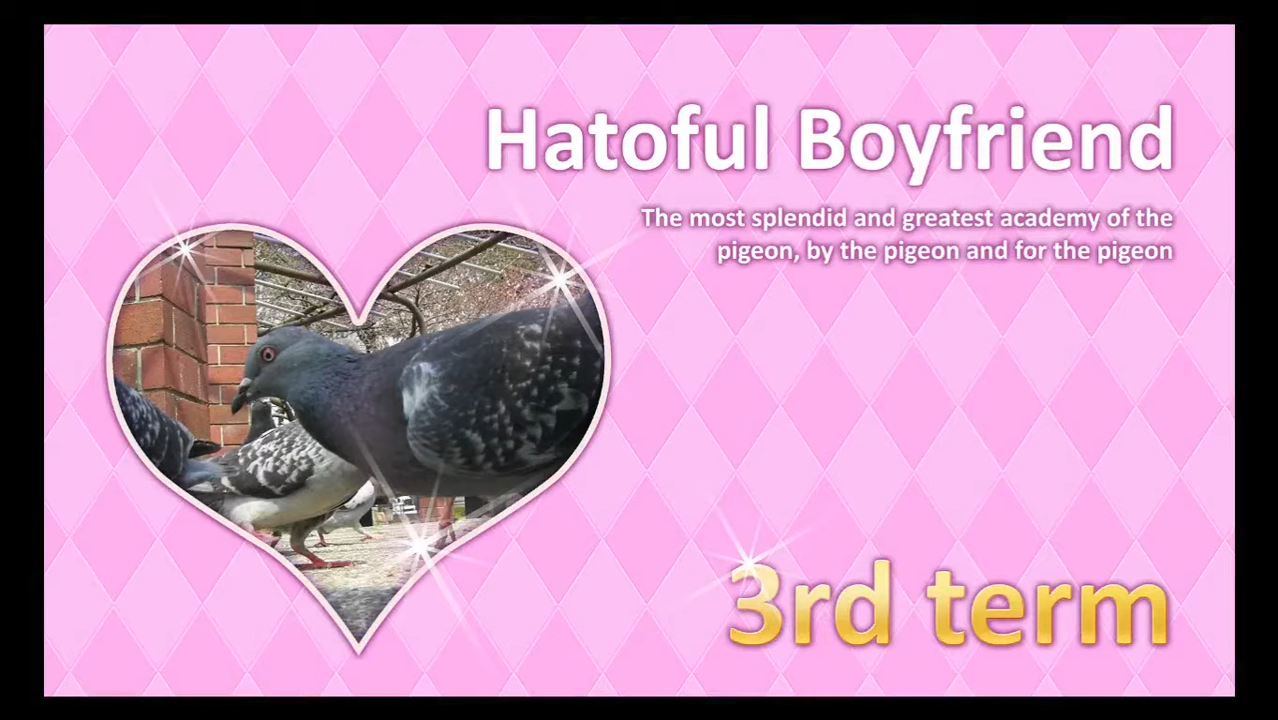 Hatoful Boyfriend
The most splendid and greatest academy of the
pigeon, by the pigeon and for the pigeon
3rd term